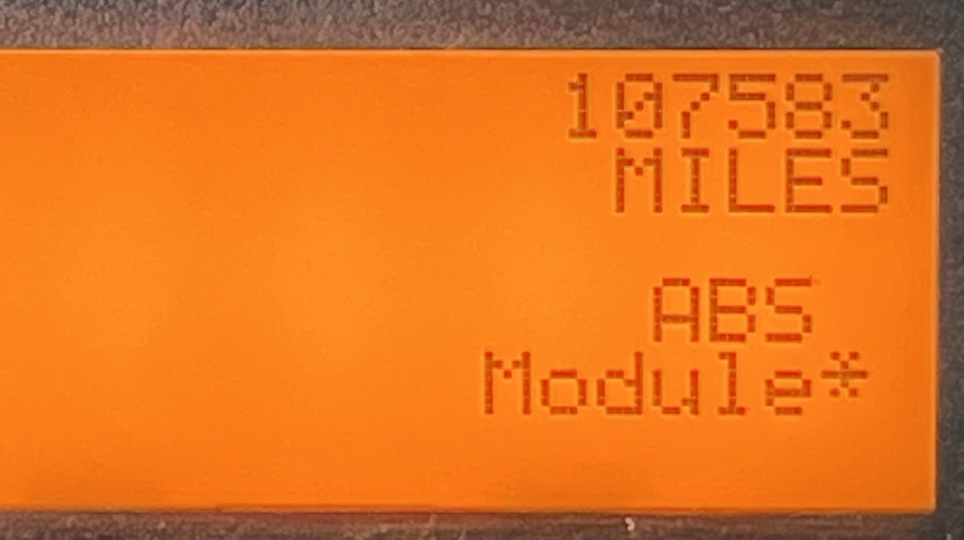 107583
MILES
ABS
Module*